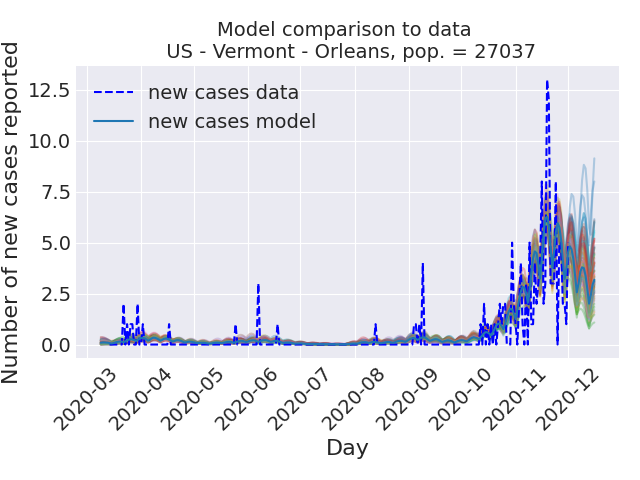 Model comparison to data
US - Vermont - Orleans, pop. = 27037
Number of new cases reported
12.5
10.0
7.5
5.0
2.5
0.0
new cases data
new cases model
2020-03
2020-04
2020-05
2020-06
2020-07
2020-08
2020-09
2020-10
2020-11
2020-12
Day